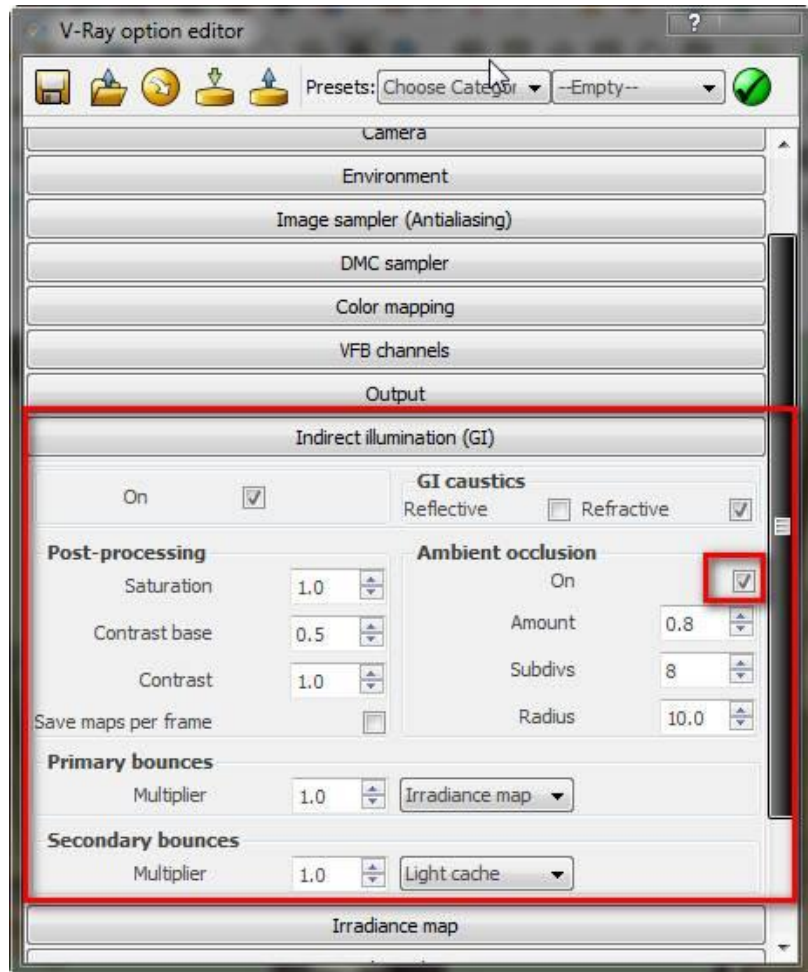 V-Ray option editor
?
Presets: Choose Categor --Empty--
Camera
Environment
Image sampler (Antialiasing)
DMC sampler
Color mapping
VFB channels
Output
Indirect illumination (GI)
On
GI caustics
Reflective Refractive
Post-processing
Saturation 1.0
Contrast base 0.5
Contrast 1.0
Save maps per frame
Ambient occlusion
On
Amount 0.8
Subdivs 8
Radius 10.0
Primary bounces
Multiplier 1.0 Irradiance map
Secondary bounces
Multiplier 1.0 Light cache
Irradiance map